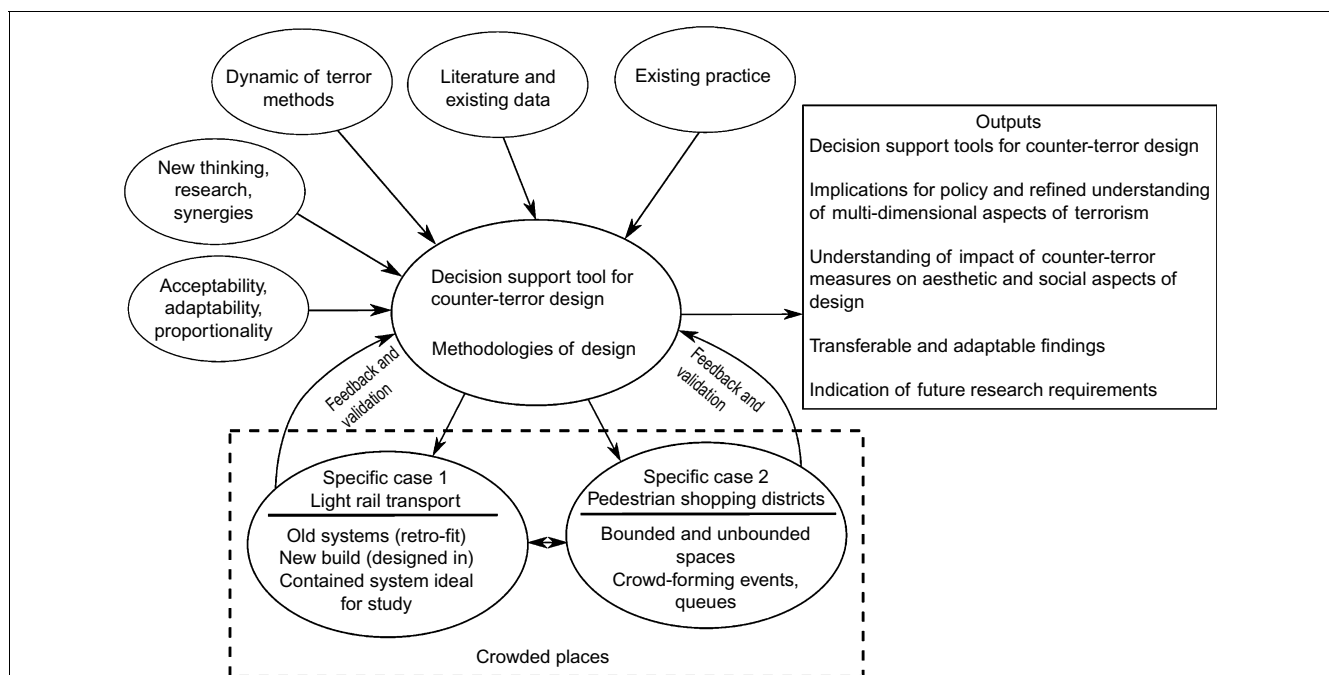 Dynamic of terror
methods
Literature and
existing data
Existing practice
New thinking,
research,
synergies
Acceptability,
adaptability,
proportionality
Decision support tool for
counter-terror design
Methodologies of design
Outputs
Decision support tools for counter-terror design
Implications for policy and refined understanding
of multi-dimensional aspects of terrorism
Understanding of impact of counter-terror
measures on aesthetic and social aspects of
design
Transferable and adaptable findings
Indication of future research requirements
Feedback and
validation
Feedback and
validation
Specific case 1
Light rail transport
Old systems (retro-fit)
New build (designed in)
Contained system ideal
for study
Specific case 2
Pedestrian shopping districts
Bounded and unbounded
spaces
Crowd-forming events,
queues
Crowded places